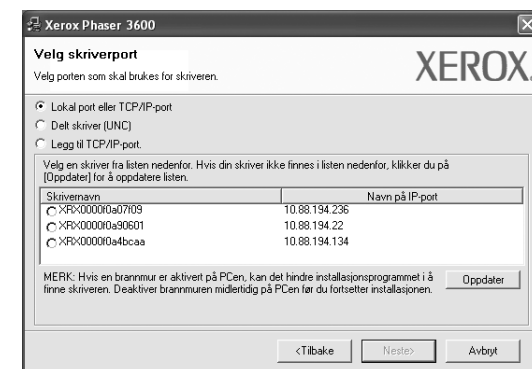 Xerox Phaser 3600
Velg skriverport
Velg porten som skal brukes for skriveren.
XEROX.
Lokal port eller TCP/IP-port
Delt skriver (UNC)
Legg til TCP/IP-port.
Velg en skriver fra listen nedenfor. Hvis din skriver ikke finnes i listen nedenfor, klikker du på
[Oppdater] for å oppdatere listen.
Skrivernavn Navn på IP-port
XRX0000f0a07f09 10.88.194.236
XRX0000f0a90601 10.88.194.22
XRX0000f0a4bcaa 10.88.194.134
MERK: Hvis en brannmur er aktivert på PCen, kan det hindre installasjonsprogrammet i å
finne skriveren. Deaktiver brannmuren midlertidig på PCen før du fortsetter installasjonen.
Oppdater
<Tilbake Neste> Avbryt